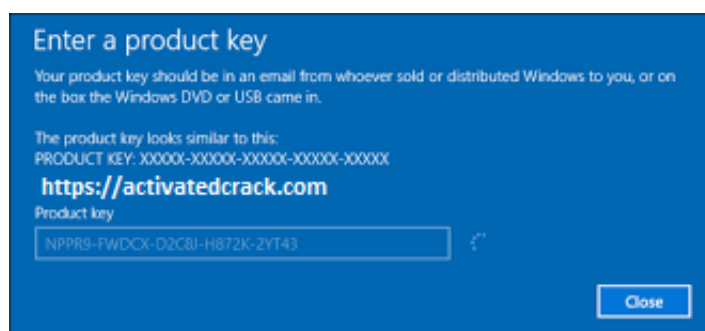 Enter a product key
Your product key should be in an email from whoever sold or distributed Windows to you, or on
the box the Windows DVD or USB came in.
The product key looks similar to this:
PRODUCT KEY: XXXXX-XXXXX-XXXXX-XXXXX-XXXXX
https://activatedcrack.com
Product key
NPPR9-FWDCX-D2C8J-H872K-2YT43
Close